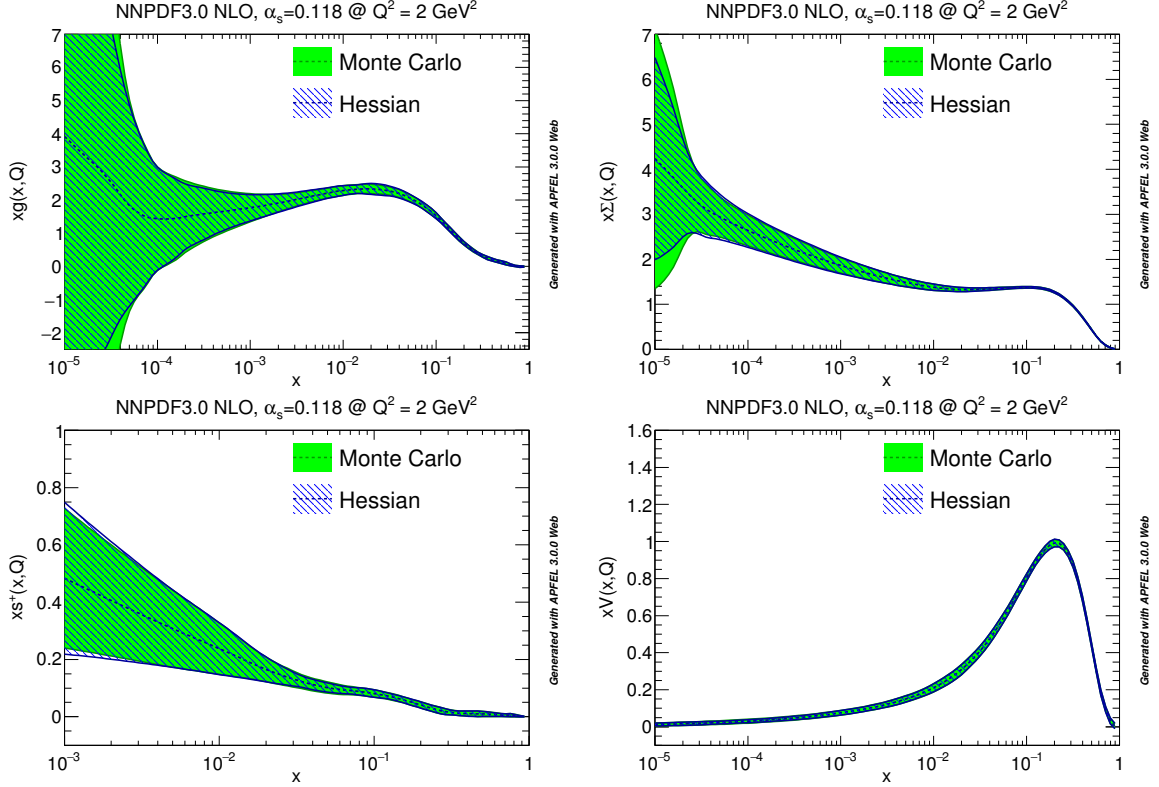 NNPDF3.0 NLO, αs=0.118 @ Q² = 2 GeV²
7
6
5
4
3
2
1
0
−1
−2
xg(x,Q)
Monte Carlo
Hessian
10⁻⁵ 10⁻⁴ 10⁻³ 10⁻² 10⁻¹ 1
x
Generated with APFEL 3.0.0 Web
NNPDF3.0 NLO, αs=0.118 @ Q² = 2 GeV²
7
6
5
4
3
2
1
0
xΣ(x,Q)
Monte Carlo
Hessian
10⁻⁵ 10⁻⁴ 10⁻³ 10⁻² 10⁻¹ 1
x
Generated with APFEL 3.0.0 Web
NNPDF3.0 NLO, αs=0.118 @ Q² = 2 GeV²
1
0.8
0.6
0.4
0.2
0
xs⁺(x,Q)
Monte Carlo
Hessian
10⁻³ 10⁻² 10⁻¹ 1
x
Generated with APFEL 3.0.0 Web
NNPDF3.0 NLO, αs=0.118 @ Q² = 2 GeV²
1.6
1.4
1.2
1
0.8
0.6
0.4
0.2
0
xV(x,Q)
Monte Carlo
Hessian
10⁻⁵ 10⁻⁴ 10⁻³ 10⁻² 10⁻¹ 1
x
Generated with APFEL 3.0.0 Web